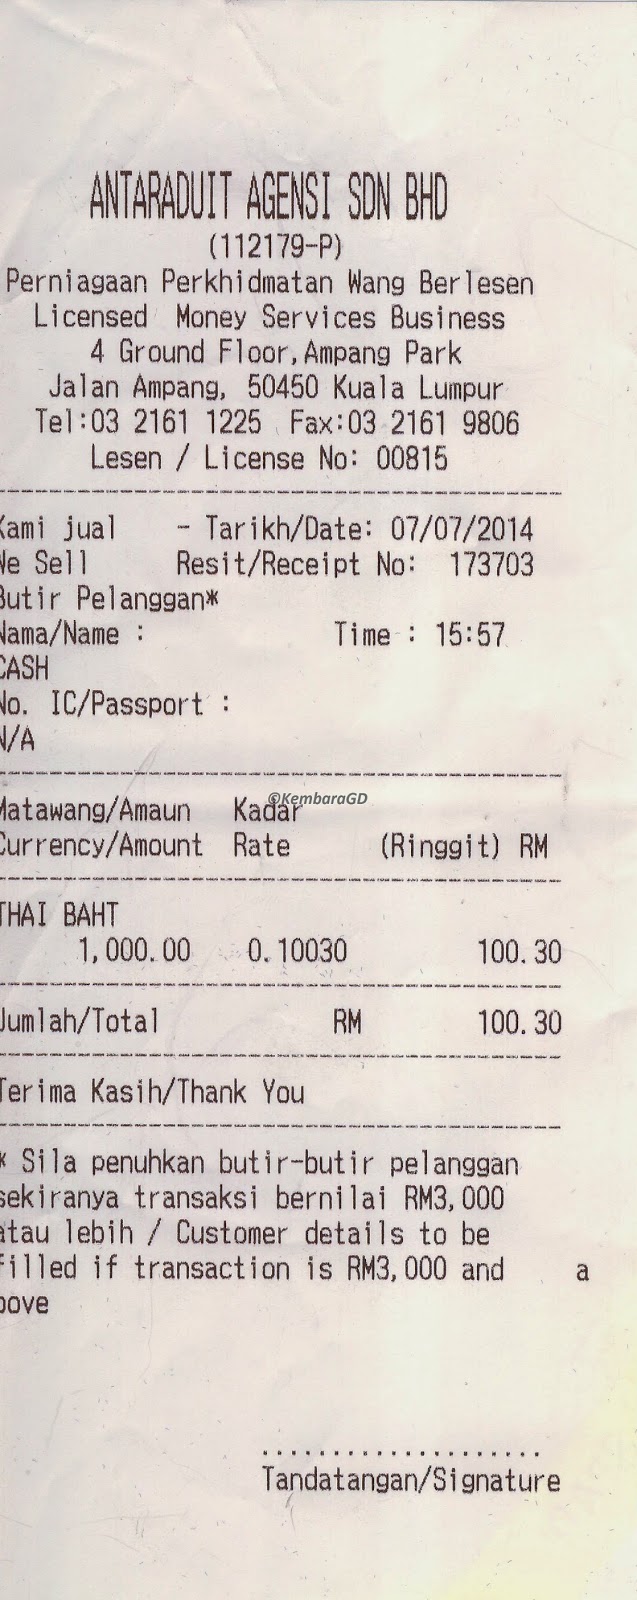 ANTARADUIT AGENSI SDN BHD
(112179-P)
Perniagaan Perkhidmatan Wang Berlesen
Licensed Money Services Business
4 Ground Floor, Ampang Park
Jalan Ampang, 50450 Kuala Lumpur
Tel:03 2161 1225 Fax:03 2161 9806
Lesen / License No: 00815
Kami jual - Tarikh/Date: 07/07/2014
We Sell Resit/Receipt No: 173703
Butir Pelanggan*
Nama/Name : Time : 15:57
CASH
No. IC/Passport :
N/A
©KembaraGD
Matawang/Amaun Kadar
Currency/Amount Rate (Ringgit) RM
THAI BAHT
1,000.00 0.10030 100.30
Jumlah/Total RM 100.30
Terima Kasih/Thank You
* Sila penuhkan butir-butir pelanggan
sekiranya transaksi bernilai RM3,000
atau lebih / Customer details to be
filled if transaction is RM3,000 and a
bove
Tandatangan/Signature